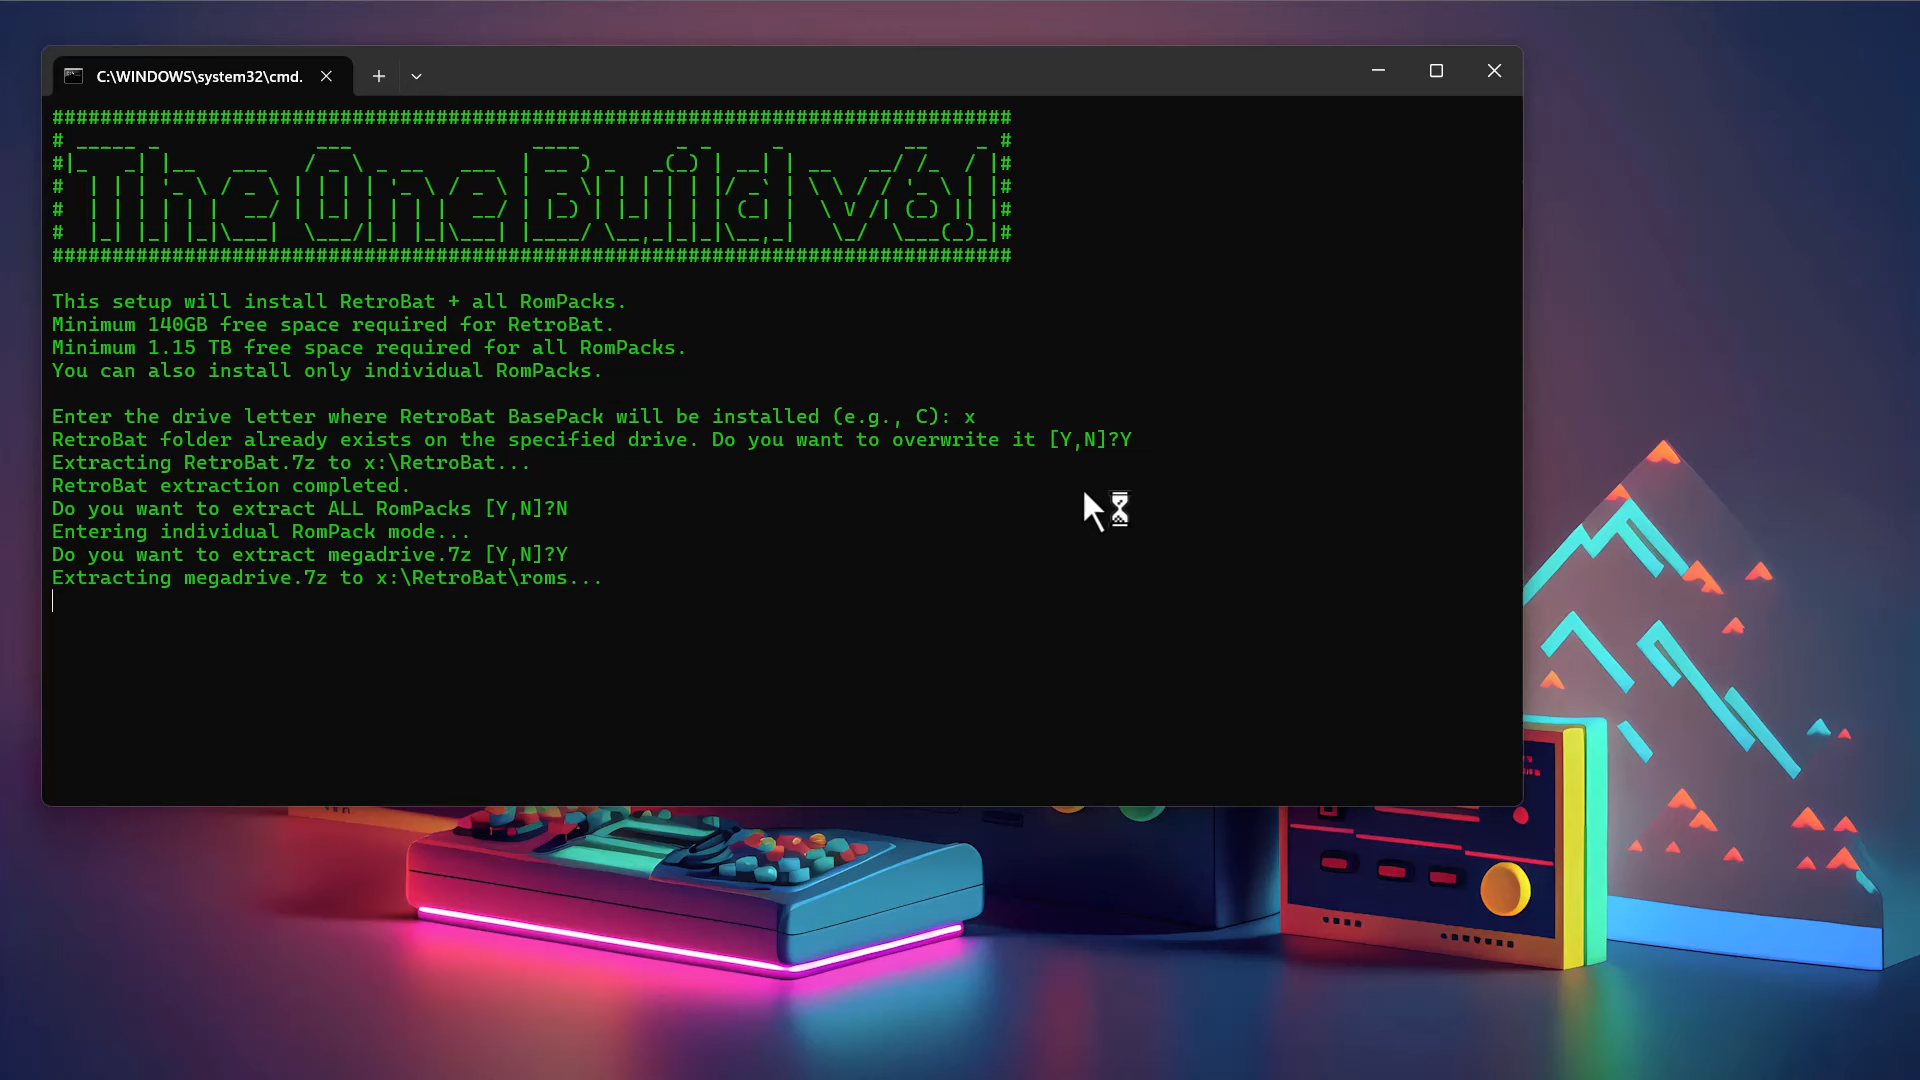 C:\WINDOWS\system32\cmd.
TheOneBuild v6.1
This setup will install RetroBat + all RomPacks.
Minimum 140GB free space required for RetroBat.
Minimum 1.15 TB free space required for all RomPacks.
You can also install only individual RomPacks.
Enter the drive letter where RetroBat BasePack will be installed (e.g., C): x
RetroBat folder already exists on the specified drive. Do you want to overwrite it [Y,N]?Y
Extracting RetroBat.7z to x:\RetroBat...
RetroBat extraction completed.
Do you want to extract ALL RomPacks [Y,N]?N
Entering individual RomPack mode...
Do you want to extract megadrive.7z [Y,N]?Y
Extracting megadrive.7z to x:\RetroBat\roms...